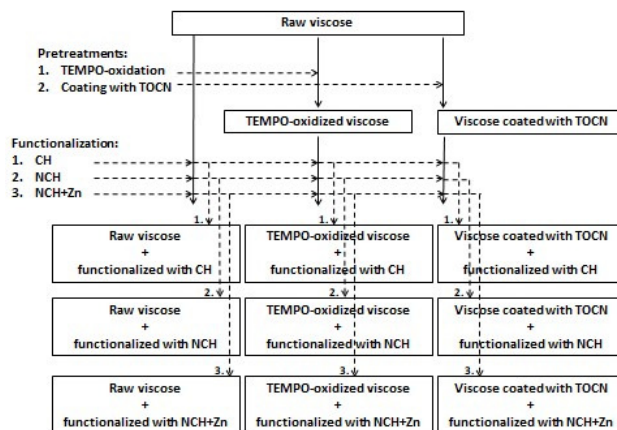 Raw viscose
Pretreatments:
1. TEMPO-oxidation
2. Coating with TOCN
TEMPO-oxidized viscose
Viscose coated with TOCN
Functionalization:
1. CH
2. NCH
3. NCH+Zn
1.
1.
1.
Raw viscose
+
functionalized with CH
TEMPO-oxidized viscose
+
functionalized with CH
Viscose coated with TOCN
+
functionalized with CH
2.
2.
2.
Raw viscose
+
functionalized with NCH
TEMPO-oxidized viscose
+
functionalized with NCH
Viscose coated with TOCN
+
functionalized with NCH
3.
3.
3.
Raw viscose
+
functionalized with NCH+Zn
TEMPO-oxidized viscose
+
functionalized with NCH+Zn
Viscose coated with TOCN
+
functionalized with NCH+Zn